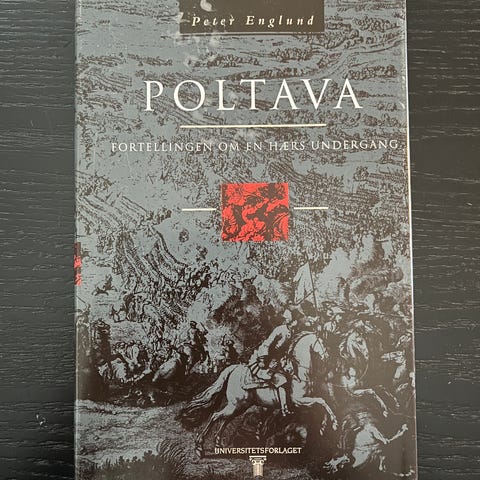 Peter Englund
POLTAVA
FORTELLINGEN OM EN HÆRS UNDERGANG
UNIVERSITETSFORLAGET